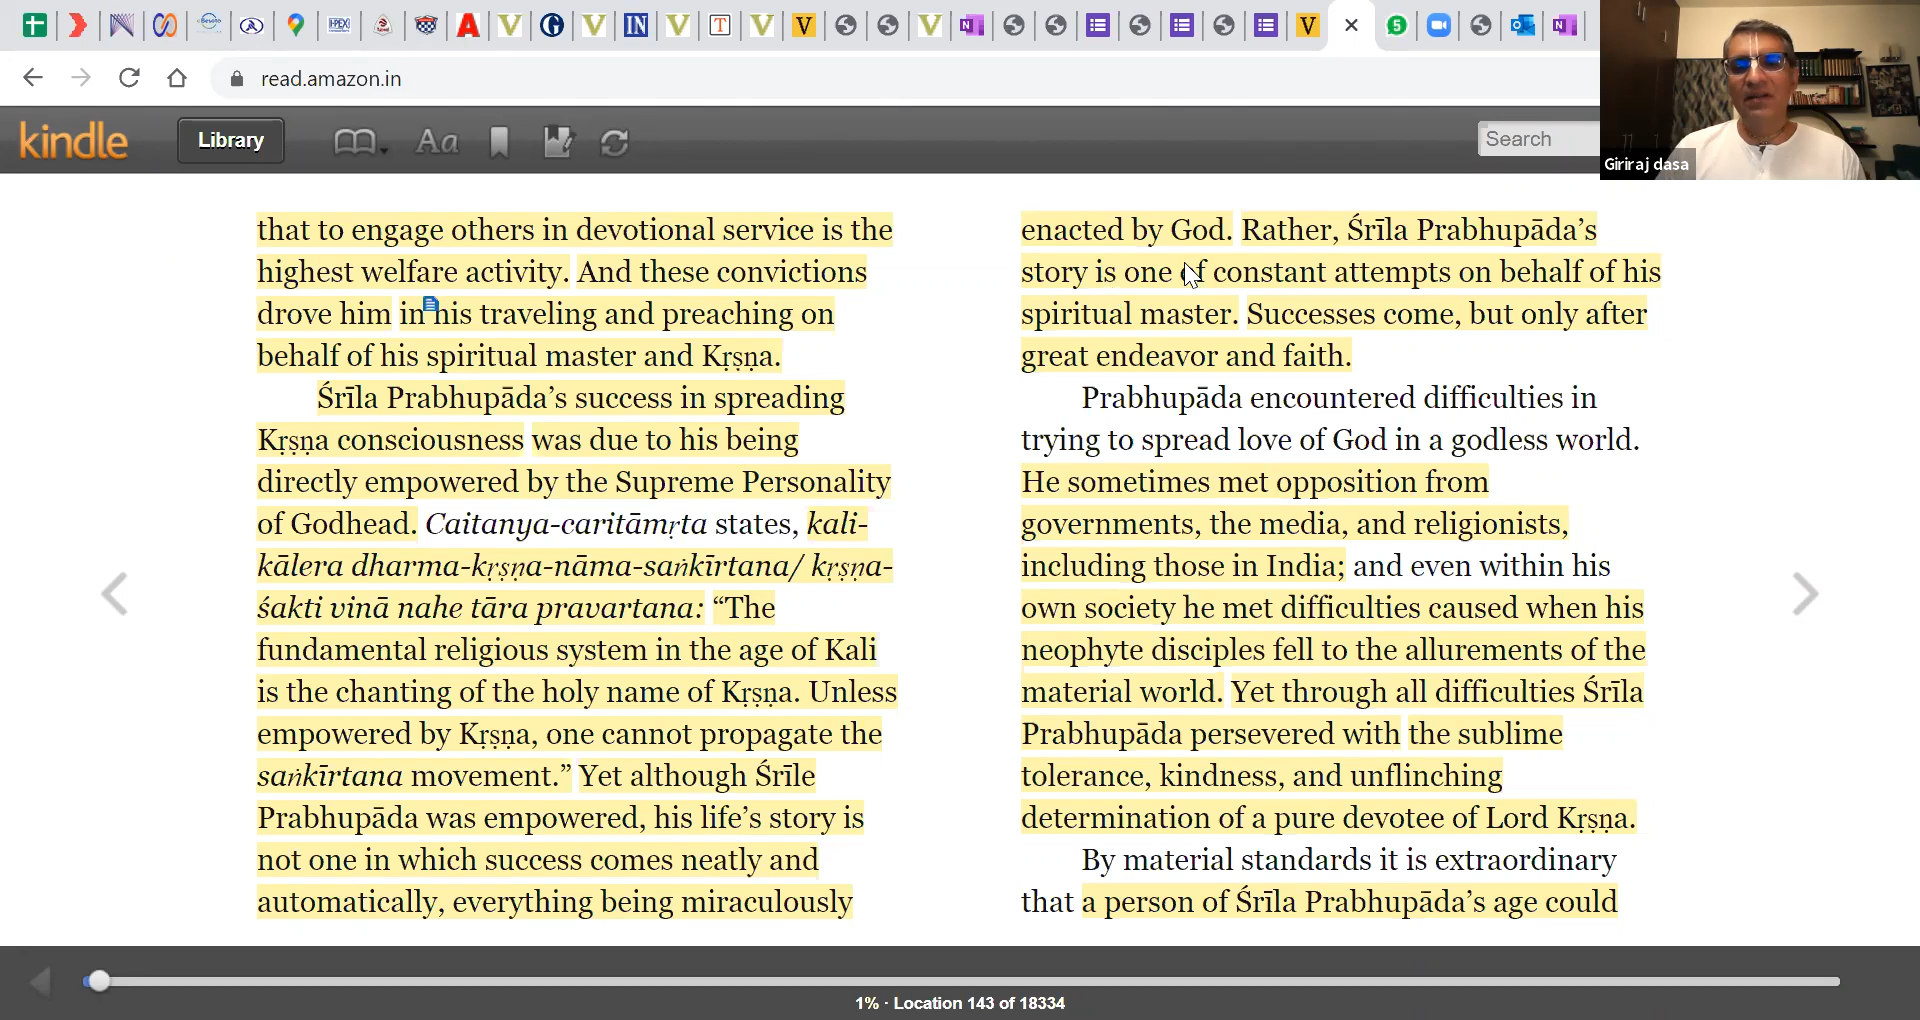 5
read.amazon.in
kindle
Library
Aa
Search
Giriraj dasa
that to engage others in devotional service is the
highest welfare activity. And these convictions
drove him in his traveling and preaching on
behalf of his spiritual master and Kṛṣṇa.
Śrīla Prabhupāda’s success in spreading
Kṛṣṇa consciousness was due to his being
directly empowered by the Supreme Personality
of Godhead. Caitanya-caritāmṛta states, kali-
kālera dharma-kṛṣṇa-nāma-saṅkīrtana/ kṛṣṇa-
śakti vinā nahe tāra pravartana: “The
fundamental religious system in the age of Kali
is the chanting of the holy name of Kṛṣṇa. Unless
empowered by Kṛṣṇa, one cannot propagate the
saṅkīrtana movement.” Yet although Śrīle
Prabhupāda was empowered, his life’s story is
not one in which success comes neatly and
automatically, everything being miraculously
enacted by God. Rather, Śrīla Prabhupāda’s
story is one of constant attempts on behalf of his
spiritual master. Successes come, but only after
great endeavor and faith.
Prabhupāda encountered difficulties in
trying to spread love of God in a godless world.
He sometimes met opposition from
governments, the media, and religionists,
including those in India; and even within his
own society he met difficulties caused when his
neophyte disciples fell to the allurements of the
material world. Yet through all difficulties Śrīla
Prabhupāda persevered with the sublime
tolerance, kindness, and unflinching
determination of a pure devotee of Lord Kṛṣṇa.
By material standards it is extraordinary
that a person of Śrīla Prabhupāda’s age could
1% · Location 143 of 18334